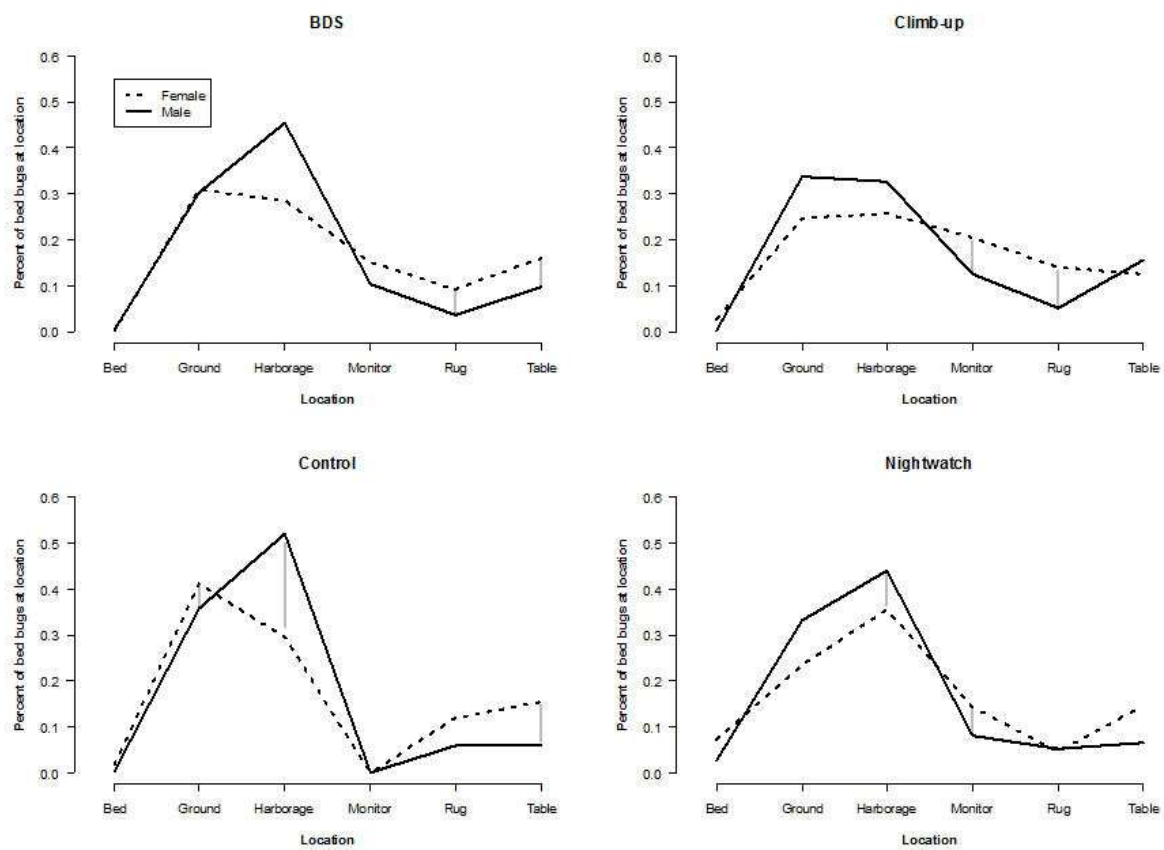 BDS
Percent of bed bugs at location
0.6
0.5
0.4
0.3
0.2
0.1
0.0
Female
Male
Bed Ground Harborage Monitor Rug Table
Location
Climb-up
Percent of bed bugs at location
0.6
0.5
0.4
0.3
0.2
0.1
0.0
Bed Ground Harborage Monitor Rug Table
Location
Control
Percent of bed bugs at location
0.6
0.5
0.4
0.3
0.2
0.1
0.0
Bed Ground Harborage Monitor Rug Table
Location
Nightwatch
Percent of bed bugs at location
0.6
0.5
0.4
0.3
0.2
0.1
0.0
Bed Ground Harborage Monitor Rug Table
Location